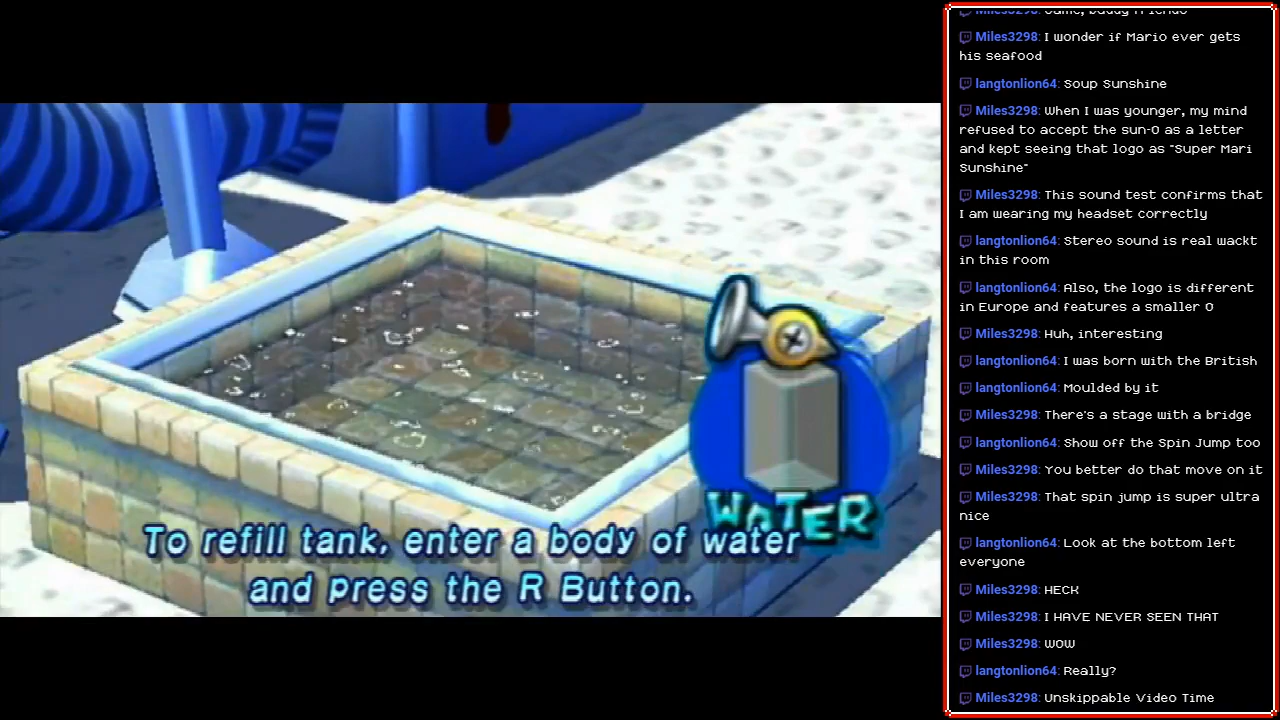 WATER
To refill tank, enter a body of water
and press the R Button.
Miles3298: I wonder if Mario ever gets
his seafood
langtonlion64: Soup Sunshine
Miles3298: When I was younger, my mind
refused to accept the sun-O as a letter
and kept seeing that logo as "Super Mari
Sunshine"
Miles3298: This sound test confirms that
I am wearing my headset correctly
langtonlion64: Stereo sound is real wackt
in this room
langtonlion64: Also, the logo is different
in Europe and features a smaller O
Miles3298: Huh, interesting
langtonlion64: I was born with the British
langtonlion64: Moulded by it
Miles3298: There's a stage with a bridge
langtonlion64: Show off the Spin Jump too
Miles3298: You better do that move on it
Miles3298: That spin jump is super ultra
nice
langtonlion64: Look at the bottom left
everyone
Miles3298: HECK
Miles3298: I HAVE NEVER SEEN THAT
Miles3298: WOW
langtonlion64: Really?
Miles3298: Unskippable Video Time